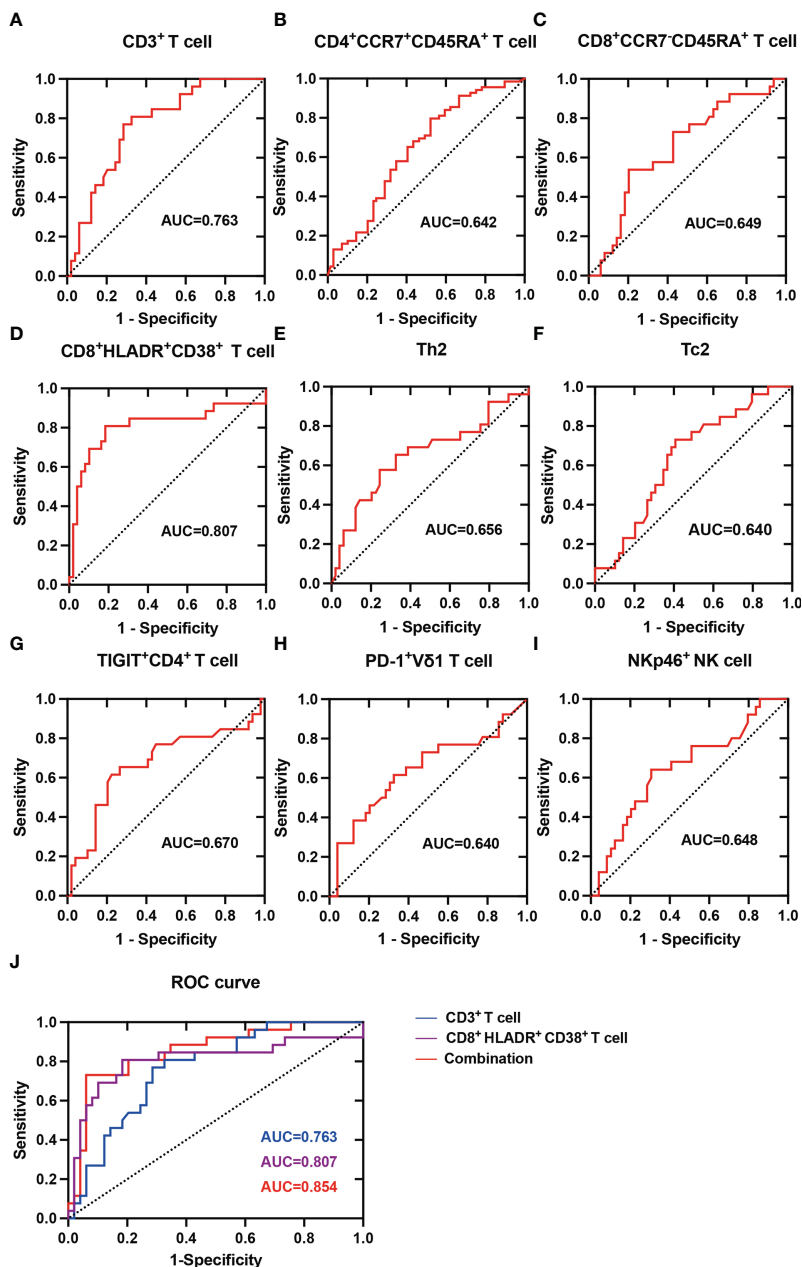 A
CD3⁺ T cell
1.0
0.8
0.6
0.4
0.2
0.0
Sensitivity
AUC=0.763
0.0 0.2 0.4 0.6 0.8 1.0
1 - Specificity
B
CD4⁺CCR7⁺CD45RA⁺ T cell
1.0
0.8
0.6
0.4
0.2
0.0
Sensitivity
AUC=0.642
0.0 0.2 0.4 0.6 0.8 1.0
1 - Specificity
C
CD8⁺CCR7⁻CD45RA⁺ T cell
1.0
0.8
0.6
0.4
0.2
0.0
Sensitivity
AUC=0.649
0.0 0.2 0.4 0.6 0.8 1.0
1 - Specificity
D
CD8⁺HLADR⁺CD38⁺ T cell
1.0
0.8
0.6
0.4
0.2
0.0
Sensitivity
AUC=0.807
0.0 0.2 0.4 0.6 0.8 1.0
1 - Specificity
E
Th2
1.0
0.8
0.6
0.4
0.2
0.0
Sensitivity
AUC=0.656
0.0 0.2 0.4 0.6 0.8 1.0
1 - Specificity
F
Tc2
1.0
0.8
0.6
0.4
0.2
0.0
Sensitivity
AUC=0.640
0.0 0.2 0.4 0.6 0.8 1.0
1 - Specificity
G
TIGIT⁺CD4⁺ T cell
1.0
0.8
0.6
0.4
0.2
0.0
Sensitivity
AUC=0.670
0.0 0.2 0.4 0.6 0.8 1.0
1 - Specificity
H
PD-1⁺Vδ1 T cell
1.0
0.8
0.6
0.4
0.2
0.0
Sensitivity
AUC=0.640
0.0 0.2 0.4 0.6 0.8 1.0
1 - Specificity
I
NKp46⁺ NK cell
1.0
0.8
0.6
0.4
0.2
0.0
Sensitivity
AUC=0.648
0.0 0.2 0.4 0.6 0.8 1.0
1 - Specificity
J
ROC curve
1.0
0.8
0.6
0.4
0.2
0.0
Sensitivity
AUC=0.763
AUC=0.807
AUC=0.854
0.0 0.2 0.4 0.6 0.8 1.0
1-Specificity
CD3⁺ T cell
CD8⁺ HLADR⁺ CD38⁺ T cell
Combination